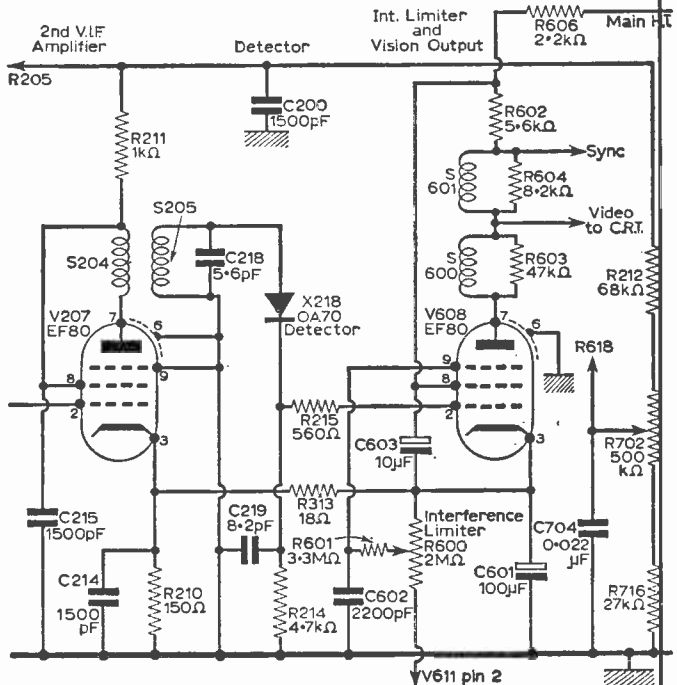 2nd V.I.F.
Amplifier
Detector
Int. Limiter
and
Vision Output
R606
2·2kΩ
Main H.T.
R205
C200
1500pF
R211
1kΩ
R602
5·6kΩ
Sync
S
601
R604
8·2kΩ
Video
to C.R.T.
S205
S204
C218
5·6pF
S
600
R603
47kΩ
R212
68kΩ
X218
OA70
Detector
V207
EF80
7
6
9
8
2
3
V608
EF80
7
6
9
8
2
3
R618
R215
560Ω
C603
10µF
R702
500
kΩ
R313
18Ω
C219
8·2pF
C215
1500pF
Interference
Limiter
R600
2MΩ
R601
3·3MΩ
C704
0·022
µF
C214
1500
pF
R210
150Ω
R214
4·7kΩ
C602
2200pF
C601
100µF
R716
27kΩ
V611 pin 2